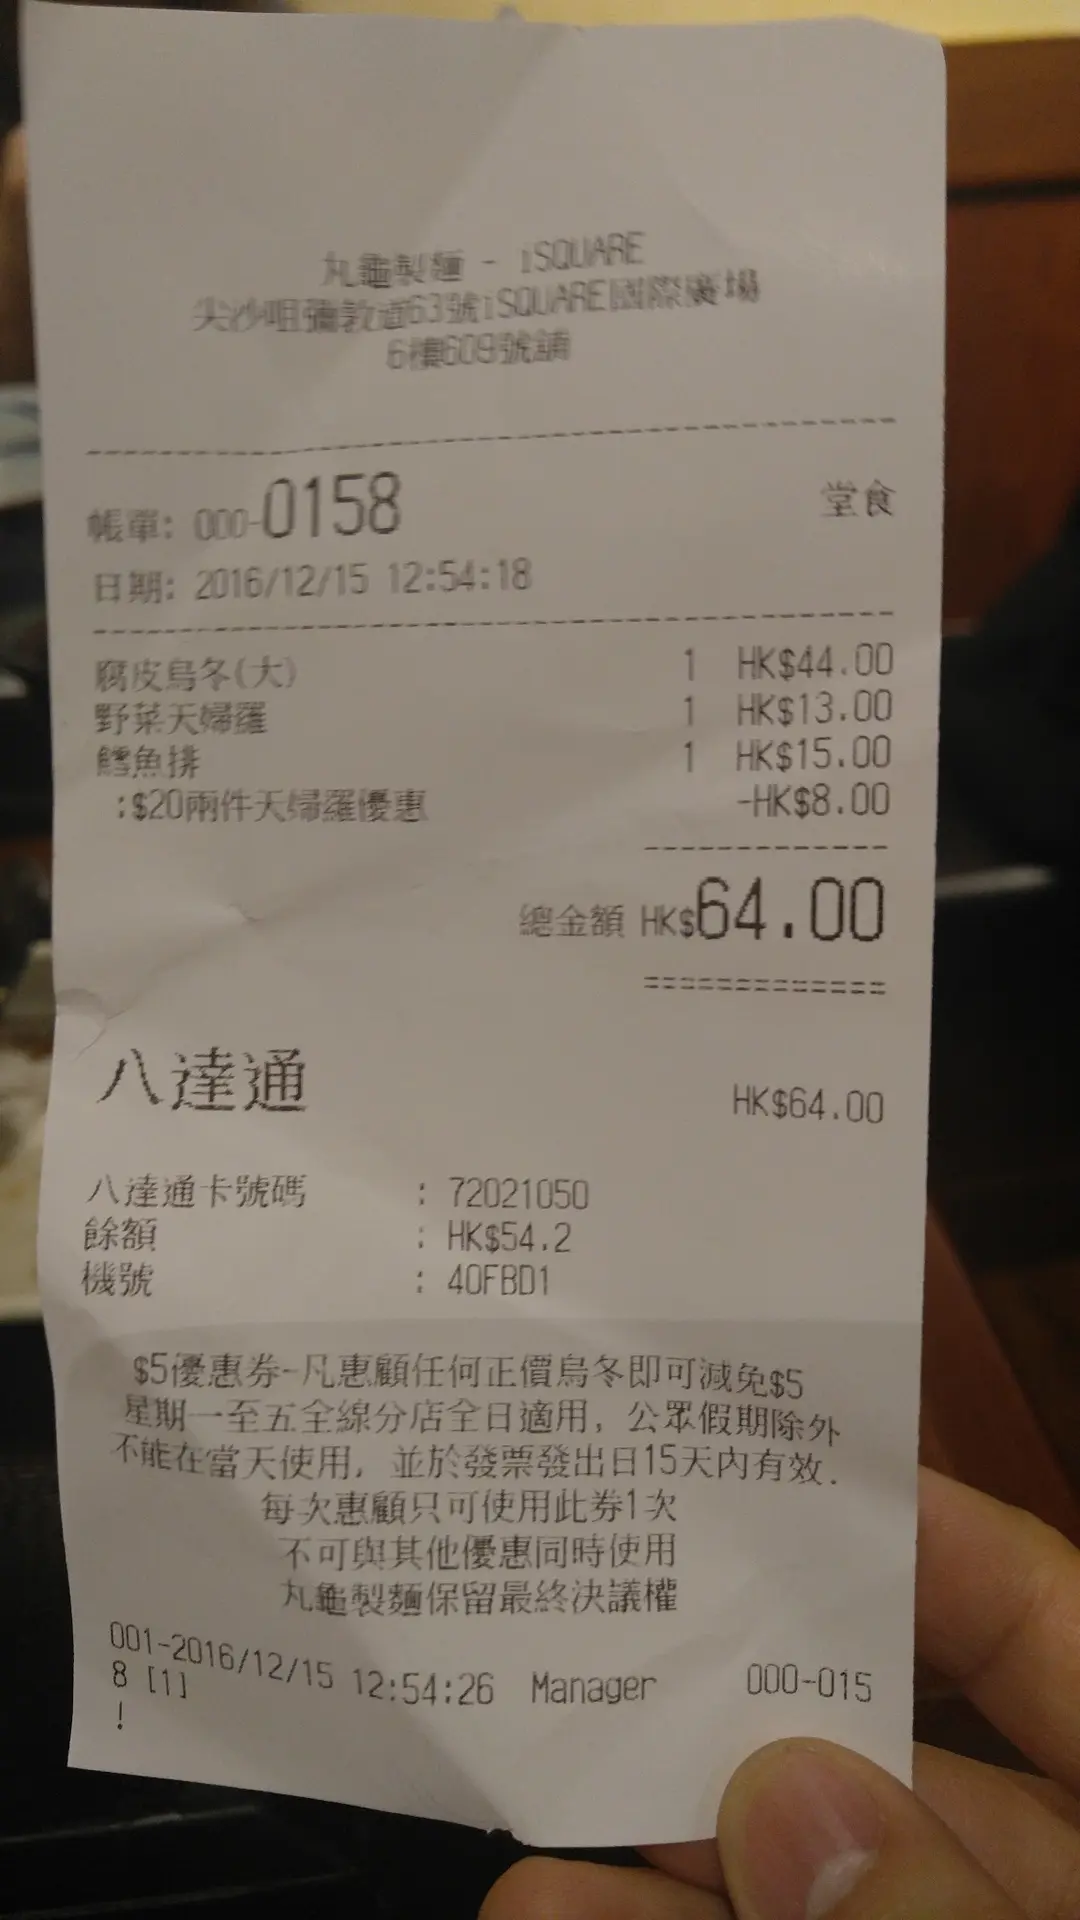 丸龜製麵 - iSQUARE
尖沙咀彌敦道63號iSQUARE國際廣場
6樓609號舖
帳單: 000-0158
堂食
日期: 2016/12/15 12:54:18
腐皮烏冬(大) 1 HK$44.00
野菜天婦羅 1 HK$13.00
鱈魚排 1 HK$15.00
:$20兩件天婦羅優惠 -HK$8.00
總金額 HK$64.00
八達通 HK$64.00
八達通卡號碼 : 72021050
餘額 : HK$54.2
機號 : 40FBD1
$5優惠券-凡惠顧任何正價烏冬即可減免$5
星期一至五全線分店全日適用, 公眾假期除外
不能在當天使用, 並於發票發出日15天內有效.
每次惠顧只可使用此券1次
不可與其他優惠同時使用
丸龜製麵保留最終決議權
001-2016/12/15 12:54:26 Manager 000-015
8 [1]
!